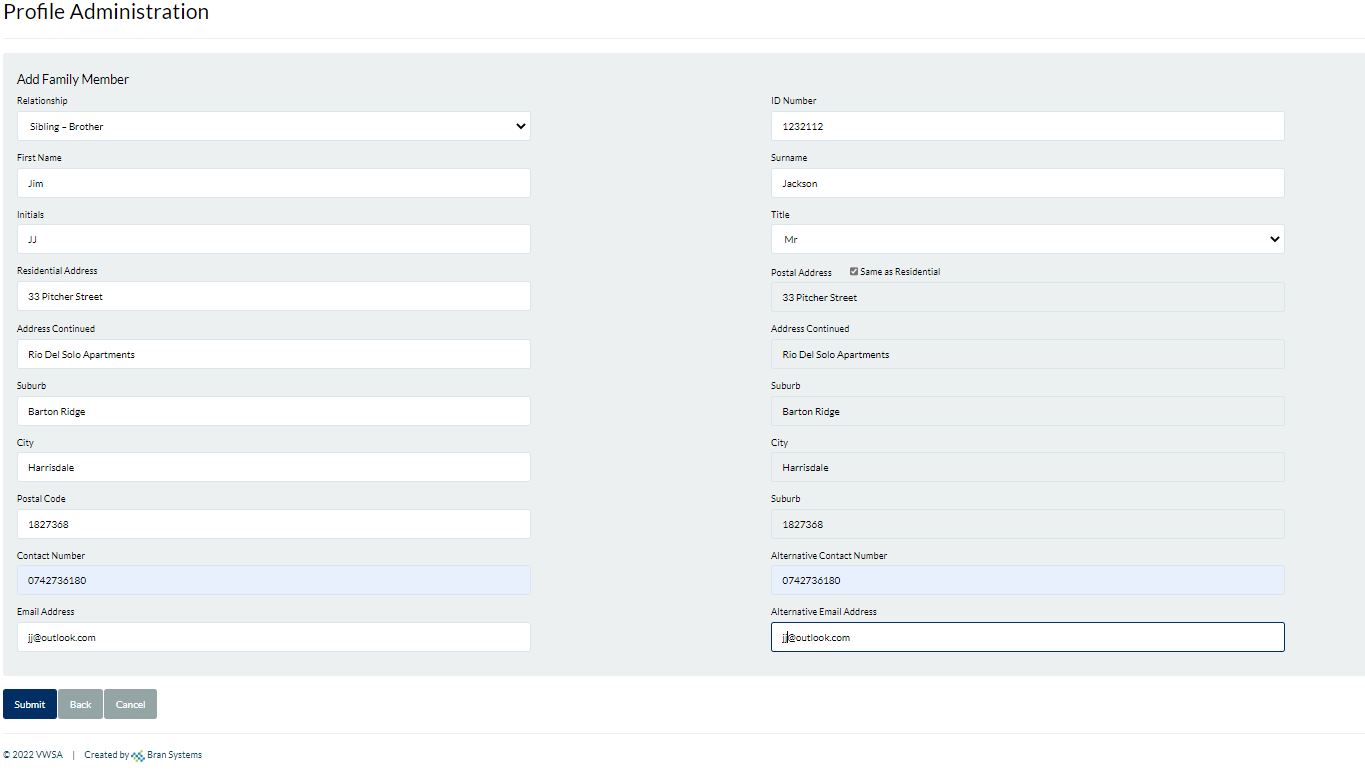 Profile Administration
Add Family Member
Relationship
ID Number
Sibling – Brother
1232112
First Name
Surname
Jim
Jackson
Initials
Title
JJ
Mr
Residential Address
Postal Address Same as Residential
33 Pitcher Street
33 Pitcher Street
Address Continued
Address Continued
Rio Del Solo Apartments
Rio Del Solo Apartments
Suburb
Suburb
Barton Ridge
Barton Ridge
City
City
Harrisdale
Harrisdale
Postal Code
Suburb
1827368
1827368
Contact Number
Alternative Contact Number
0742736180
0742736180
Email Address
Alternative Email Address
jj@outlook.com
jj@outlook.com
Submit Back Cancel
© 2022 VWSA | Created by Bran Systems